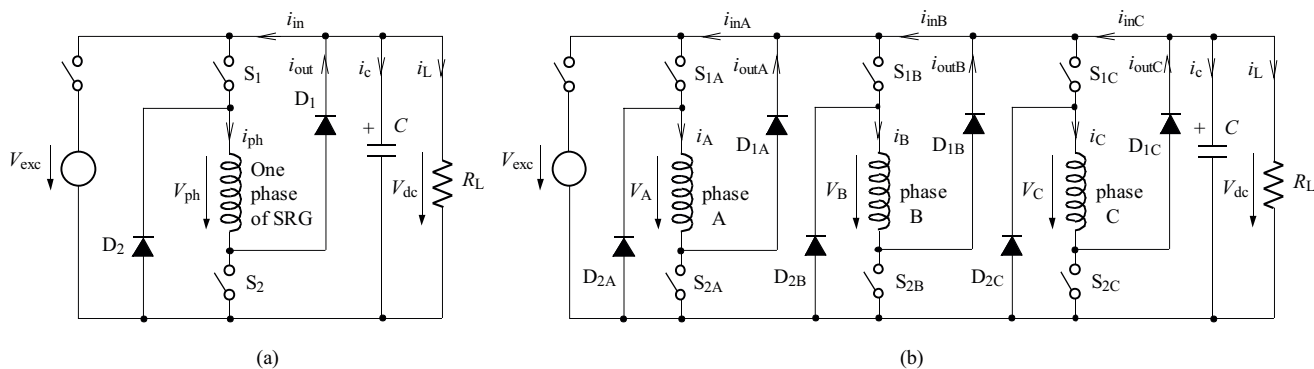 i_in
S_1
i_out
i_c
i_L
D_1
i_ph
+ C
V_exc
V_ph
One
phase
of SRG
V_dc
R_L
D_2
S_2
(a)
i_inA
i_inB
i_inC
S_1A
i_outA
S_1B
i_outB
S_1C
i_outC
i_c
i_L
i_A
D_1A
i_B
D_1B
i_C
D_1C
+ C
V_exc
V_A
phase
A
V_B
phase
B
V_C
phase
C
V_dc
R_L
D_2A
S_2A
D_2B
S_2B
D_2C
S_2C
(b)